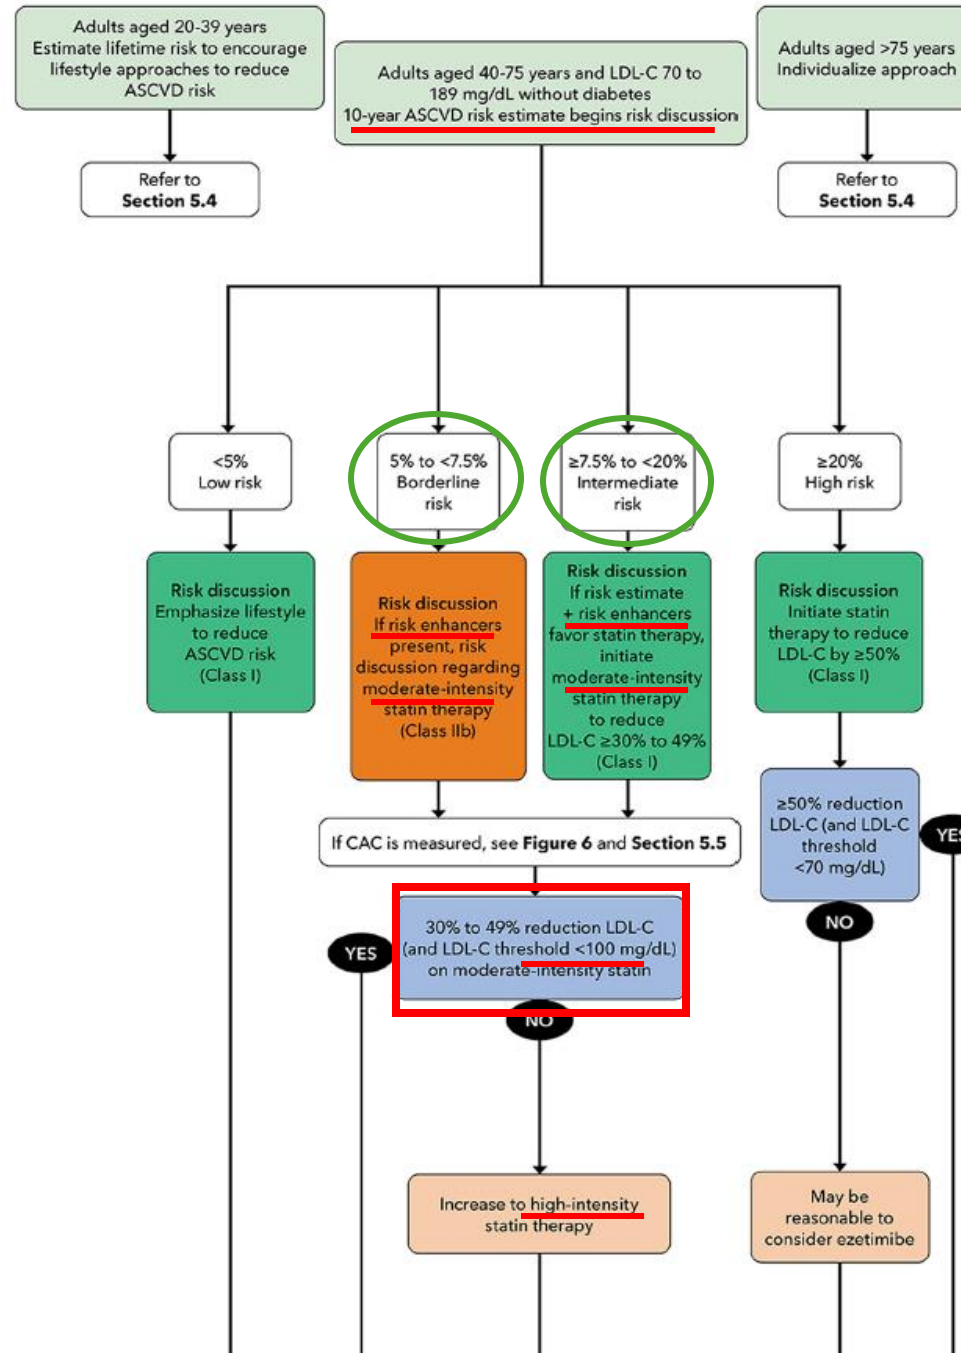 Adults aged 20-39 years
Estimate lifetime risk to encourage
lifestyle approaches to reduce
ASCVD risk
Refer to
Section 5.4
Adults aged 40-75 years and LDL-C 70 to
189 mg/dL without diabetes
10-year ASCVD risk estimate begins risk discussion
Adults aged >75 years
Individualize approach
Refer to
Section 5.4
<5%
Low risk
5% to <7.5%
Borderline
risk
≥7.5% to <20%
Intermediate
risk
≥20%
High risk
Risk discussion
Emphasize lifestyle
to reduce
ASCVD risk
(Class I)
Risk discussion
If risk enhancers
present, risk
discussion regarding
moderate-intensity
statin therapy
(Class IIb)
Risk discussion
If risk estimate
+ risk enhancers
favor statin therapy,
initiate
moderate-intensity
statin therapy
to reduce
LDL-C ≥30% to 49%
(Class I)
Risk discussion
Initiate statin
therapy to reduce
LDL-C by ≥50%
(Class I)
If CAC is measured, see Figure 6 and Section 5.5
≥50% reduction
LDL-C (and LDL-C
threshold
<70 mg/dL)
YES
30% to 49% reduction LDL-C
(and LDL-C threshold <100 mg/dL)
on moderate-intensity statin
YES
NO
NO
Increase to high-intensity
statin therapy
May be
reasonable to
consider ezetimibe